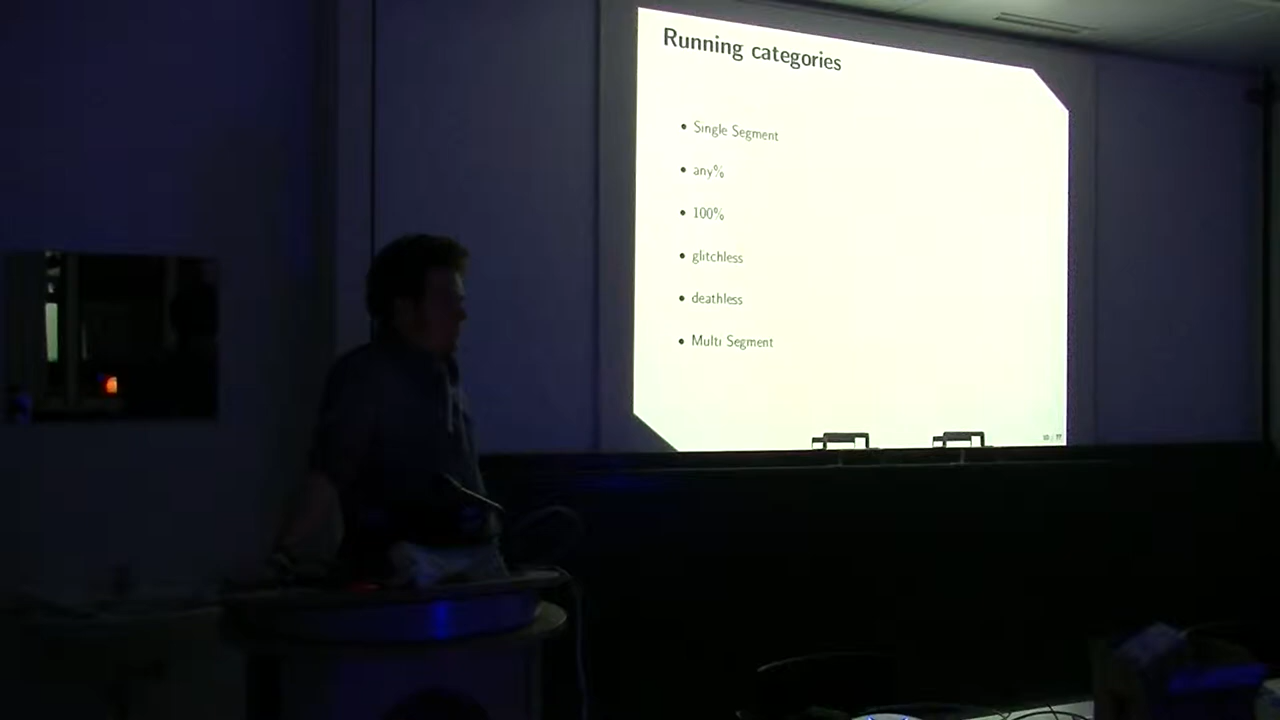 Running categories
• Single Segment
• any%
• 100%
• glitchless
• deathless
• Multi Segment